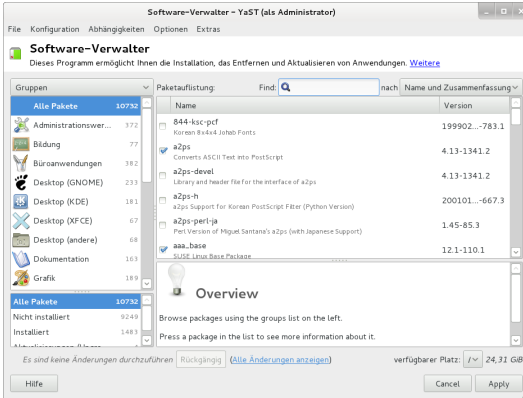 Software-Verwalter – YaST (als Administrator)
File Konfiguration Abhängigkeiten Optionen Extras
Software-Verwalter
Dieses Programm ermöglicht Ihnen die Installation, das Entfernen und Aktualisieren von Anwendungen. Weitere
Gruppen
Paketauflistung:
Find:
nach
Name und Zusammenfassung
Alle Pakete 10732
Administrationswer... 372
Bildung 77
Büroanwendungen 382
Desktop (GNOME) 233
Desktop (KDE) 181
Desktop (XFCE) 67
Desktop (andere) 68
Dokumentation 163
Grafik 189
Alle Pakete 10732
Nicht installiert 9249
Installiert 1483
Name Version
844-ksc-pcf 199902...-783.1
Korean 8x4x4 Johab Fonts
a2ps 4.13-1341.2
Converts ASCII Text into PostScript
a2ps-devel 4.13-1341.2
Library and header file for the interface of a2ps
a2ps-h 200101...-667.3
a2ps Support for Korean PostScript Filter (Python Version)
a2ps-perl-ja 1.45-85.3
Perl Version of Miguel Santana's a2ps (with Japanese Support)
aaa_base 12.1-110.1
SUSE Linux Base Package
Overview
Browse packages using the groups list on the left.
Press a package in the list to see more information about it.
Es sind keine Änderungen durchzuführen Rückgängig (Alle Änderungen anzeigen) verfügbarer Platz: / 24,31 GiB
Hilfe Cancel Apply